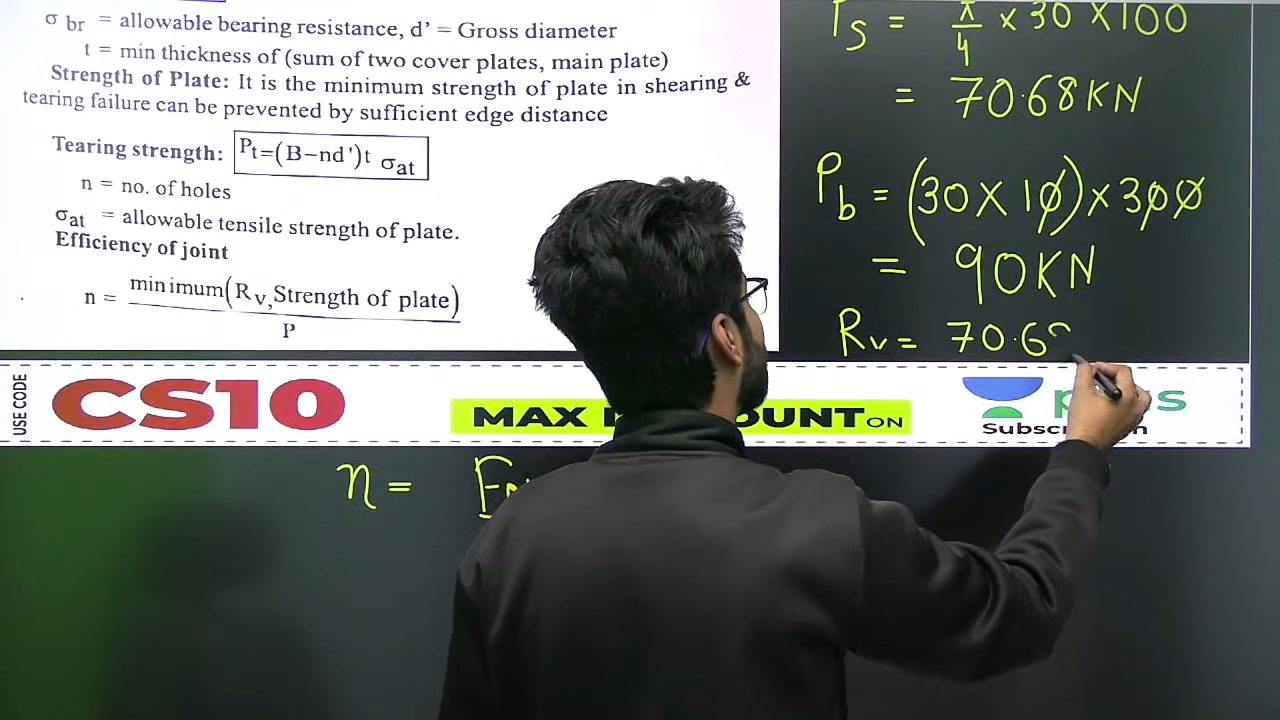 σ br = allowable bearing resistance, d' = Gross diameter
t = min thickness of (sum of two cover plates, main plate)
Strength of Plate: It is the minimum strength of plate in shearing &
tearing failure can be prevented by sufficient edge distance
Tearing strength: Pt=(B−nd')t σat
n = no. of holes
σat = allowable tensile strength of plate.
Efficiency of joint
n = minimum(Rv, Strength of plate)
P
= π/4 × 30 × 100
= 70.68 KN
Pb = (30 × 10) × 300
= 90 KN
Rv = 70.6
USE CODE
CS10
MAX
ON
η =